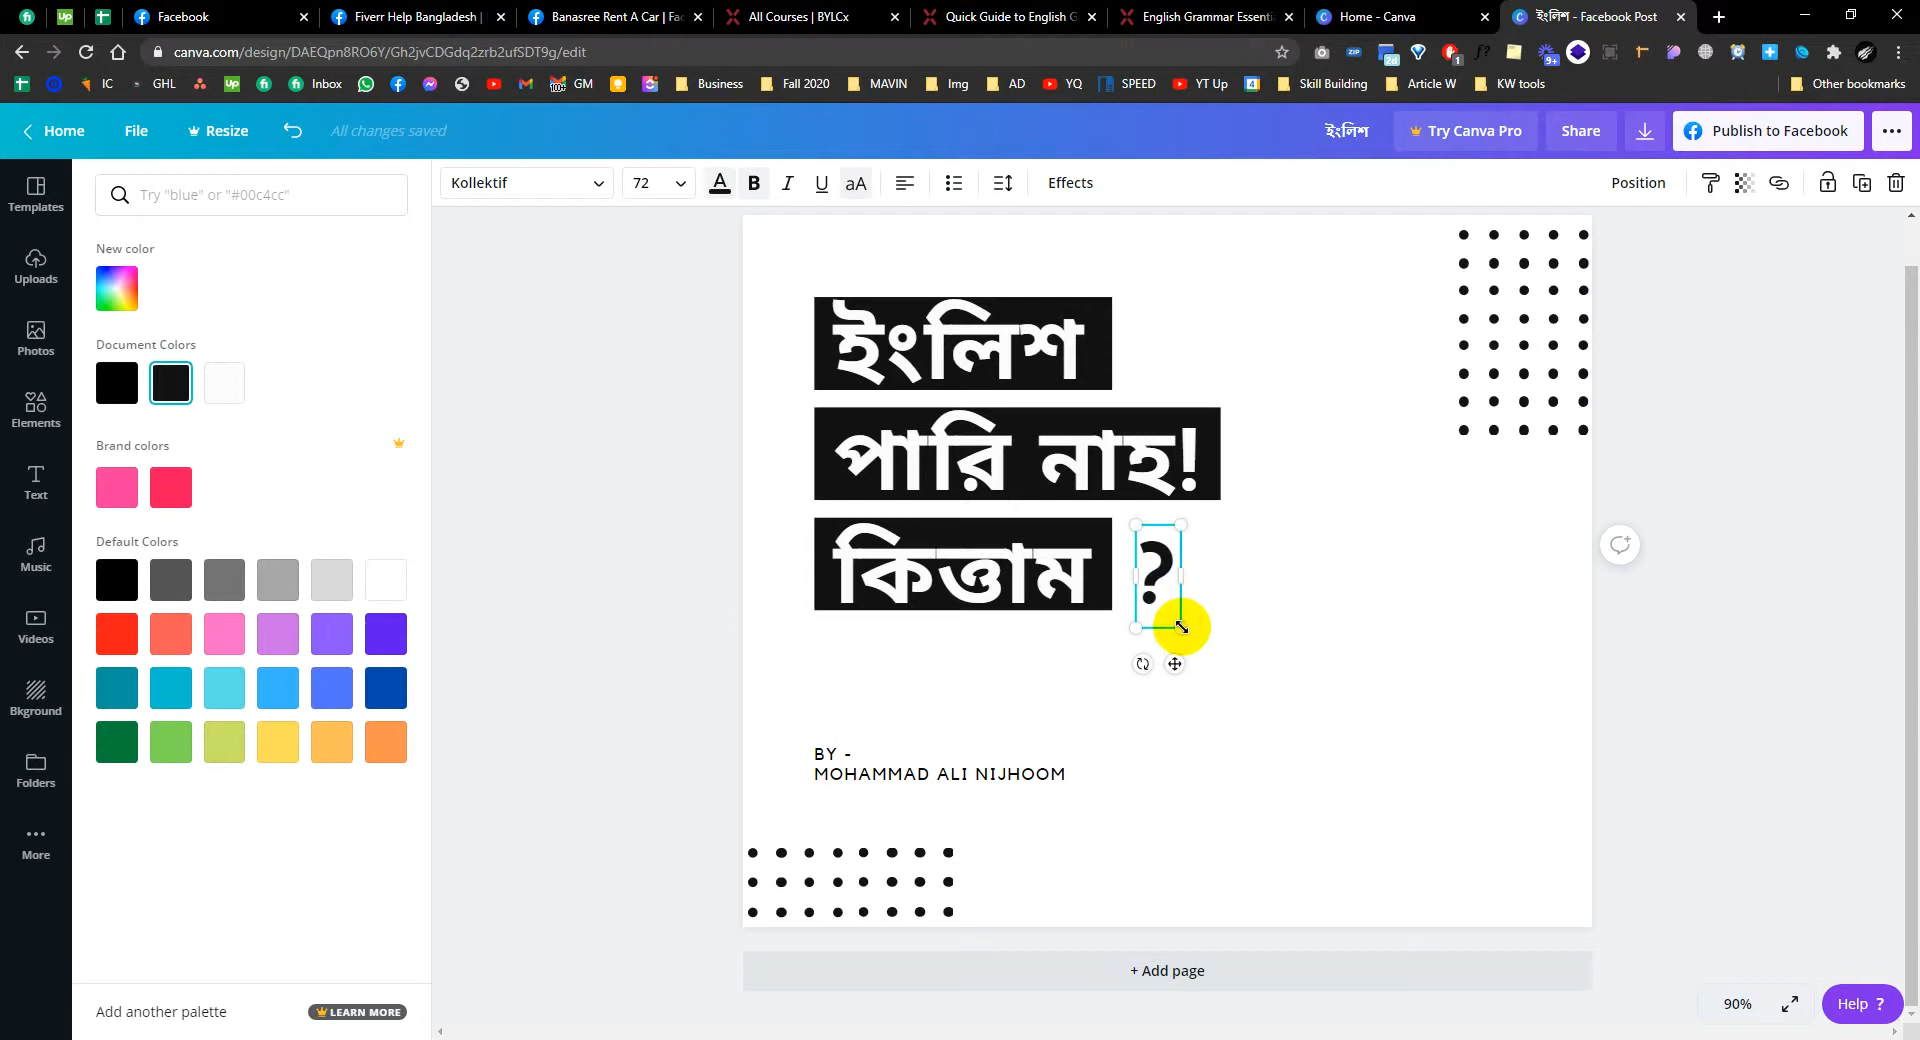 Facebook
Fiverr Help Bangladesh |
Banasree Rent A Car | Fac
All Courses | BYLCx
Quick Guide to English G
English Grammar Essenti
Home - Canva
ইংলিশ - Facebook Post
canva.com/design/DAEQpn8RO6Y/Gh2jvCDGdq2zrb2ufSDT9g/edit
IC
GHL
Up
Inbox
GM
Business
Fall 2020
MAVIN
Img
AD
YQ
SPEED
YT Up
Skill Building
Article W
KW tools
Other bookmarks
Home
File
Resize
All changes saved
ইংলিশ
Try Canva Pro
Share
Publish to Facebook
Templates
Uploads
Photos
Elements
Text
Music
Videos
Bkground
Folders
More
Try "blue" or "#00c4cc"
New color
Document Colors
Brand colors
Default Colors
Add another palette
LEARN MORE
Kollektif
72
A B I U aA
Effects
Position
ইংলিশ
পারি নাহ!
কিত্তাম ?
BY -
MOHAMMAD ALI NIJHOOM
+ Add page
90%
Help ?